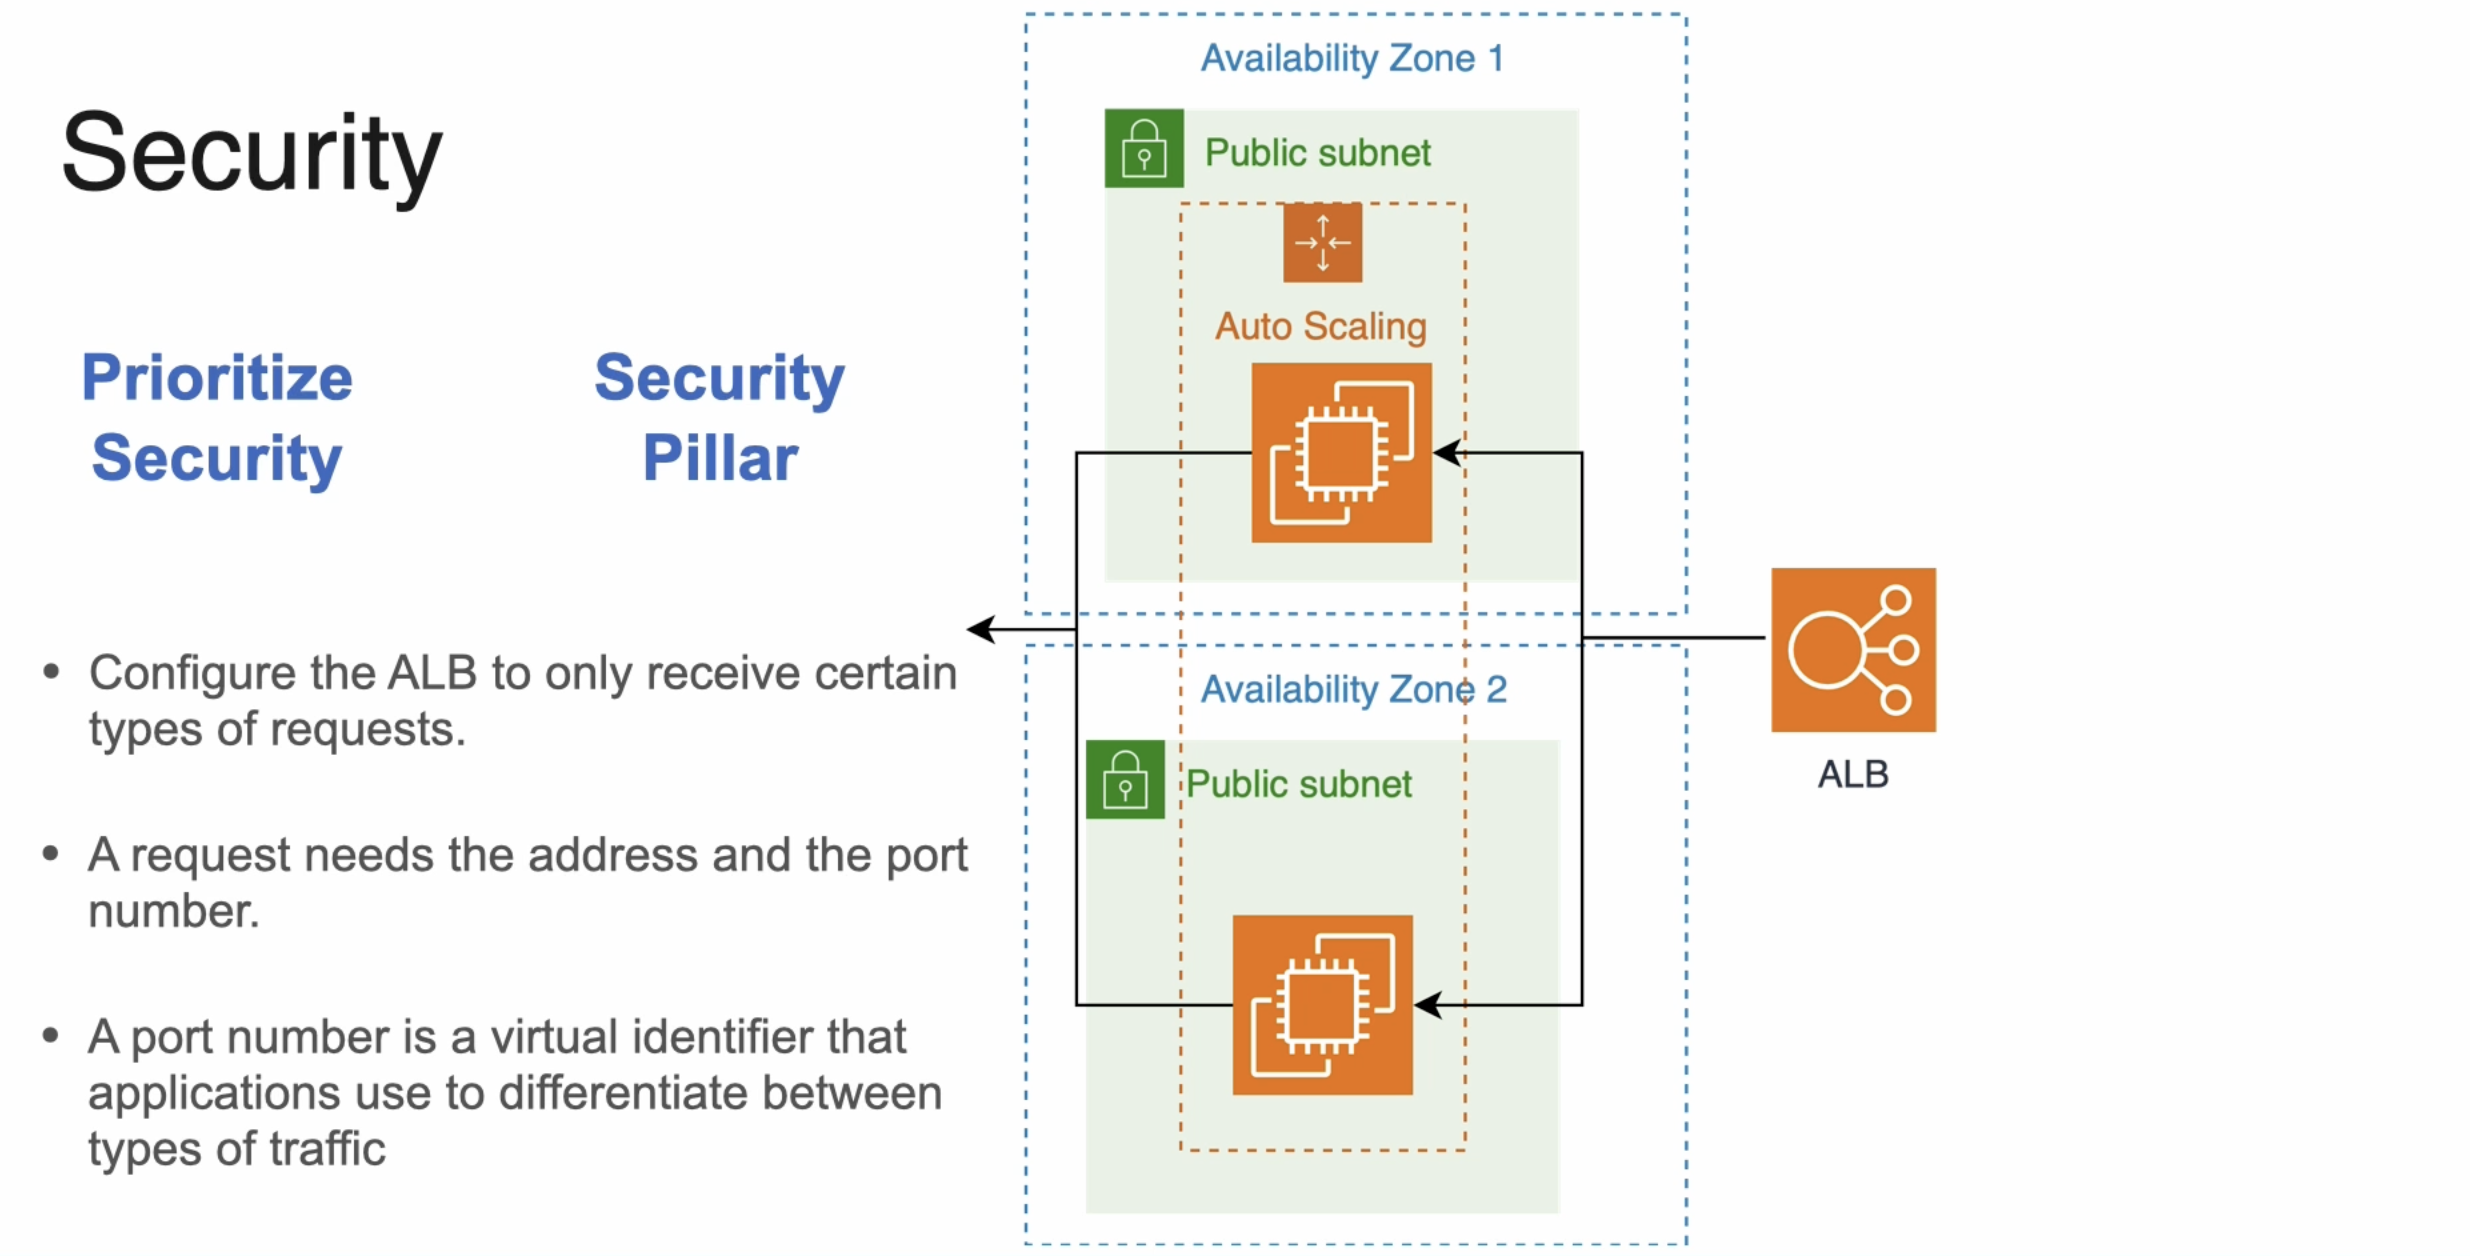 Security
Prioritize
Security
Security
Pillar
• Configure the ALB to only receive certain
types of requests.
• A request needs the address and the port
number.
• A port number is a virtual identifier that
applications use to differentiate between
types of traffic
Availability Zone 1
Public subnet
Auto Scaling
Availability Zone 2
Public subnet
ALB